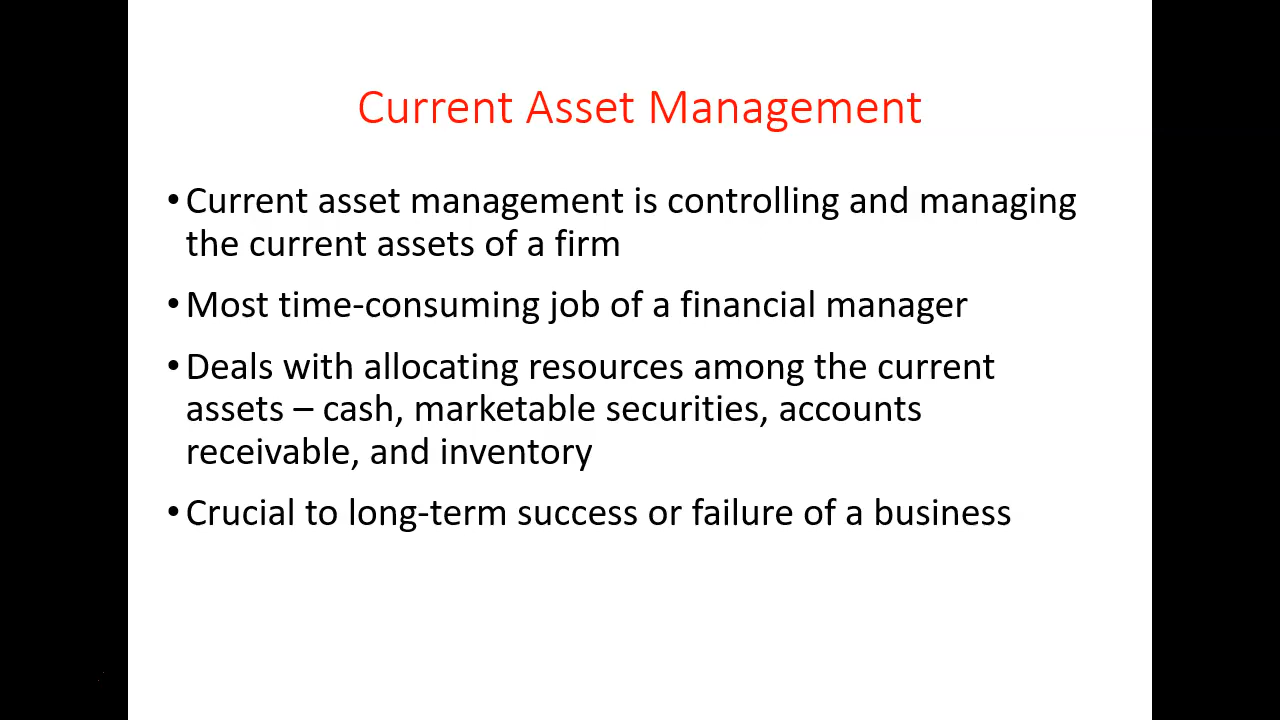 Current Asset Management
• Current asset management is controlling and managing
the current assets of a firm
• Most time-consuming job of a financial manager
• Deals with allocating resources among the current
assets – cash, marketable securities, accounts
receivable, and inventory
• Crucial to long-term success or failure of a business